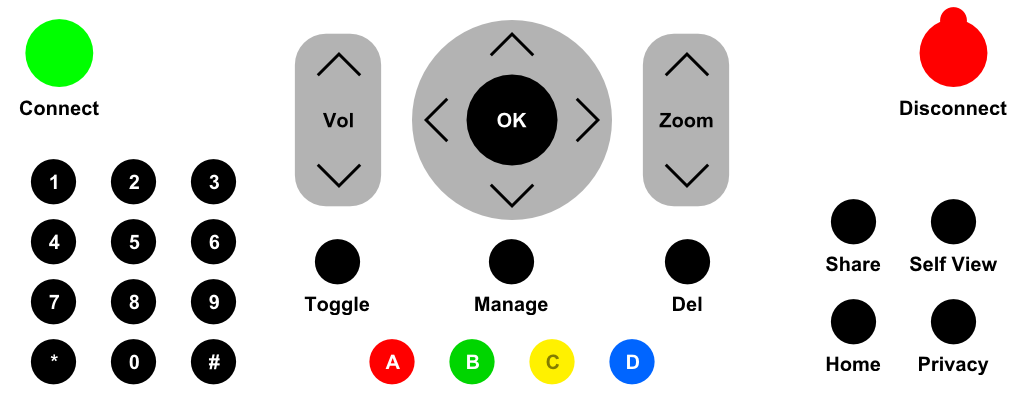 Connect
Disconnect
Vol
OK
Zoom
1 2 3
4 5 6
7 8 9
* 0 #
Toggle
Manage
Del
A B C D
Share
Self View
Home
Privacy